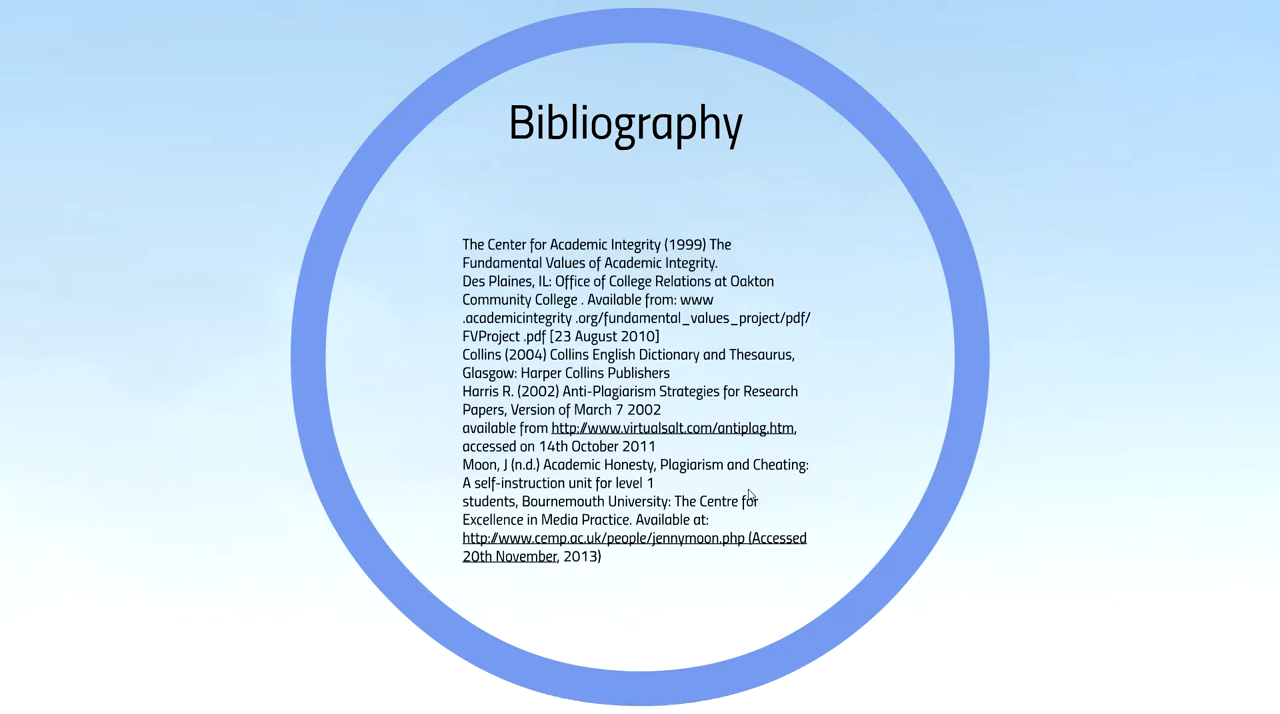 Bibliography
The Center for Academic Integrity (1999) The
Fundamental Values of Academic Integrity.
Des Plaines, IL: Office of College Relations at Oakton
Community College . Available from: www
.academicintegrity .org/fundamental_values_project/pdf/
FVProject .pdf [23 August 2010]
Collins (2004) Collins English Dictionary and Thesaurus,
Glasgow: Harper Collins Publishers
Harris R. (2002) Anti-Plagiarism Strategies for Research
Papers, Version of March 7 2002
available from http://www.virtualsalt.com/antiplag.htm,
accessed on 14th October 2011
Moon, J (n.d.) Academic Honesty, Plagiarism and Cheating:
A self-instruction unit for level 1
students, Bournemouth University: The Centre for
Excellence in Media Practice. Available at:
http://www.cemp.ac.uk/people/jennymoon.php (Accessed
20th November, 2013)